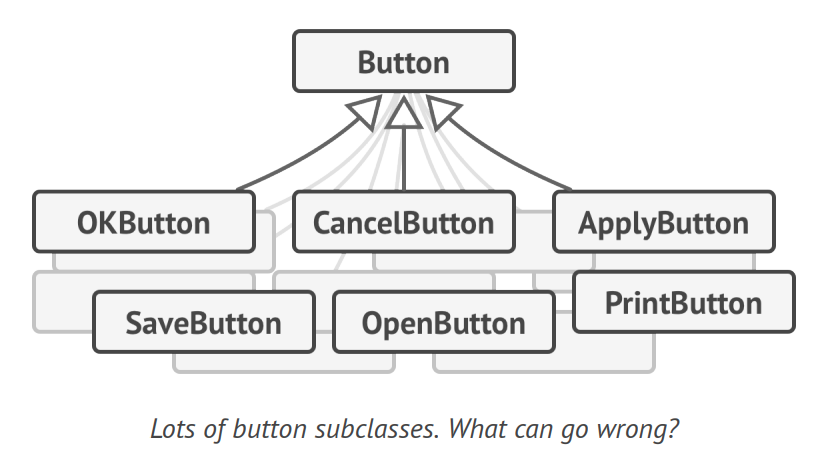 Button
OKButton
CancelButton
ApplyButton
SaveButton
OpenButton
PrintButton
Lots of button subclasses. What can go wrong?